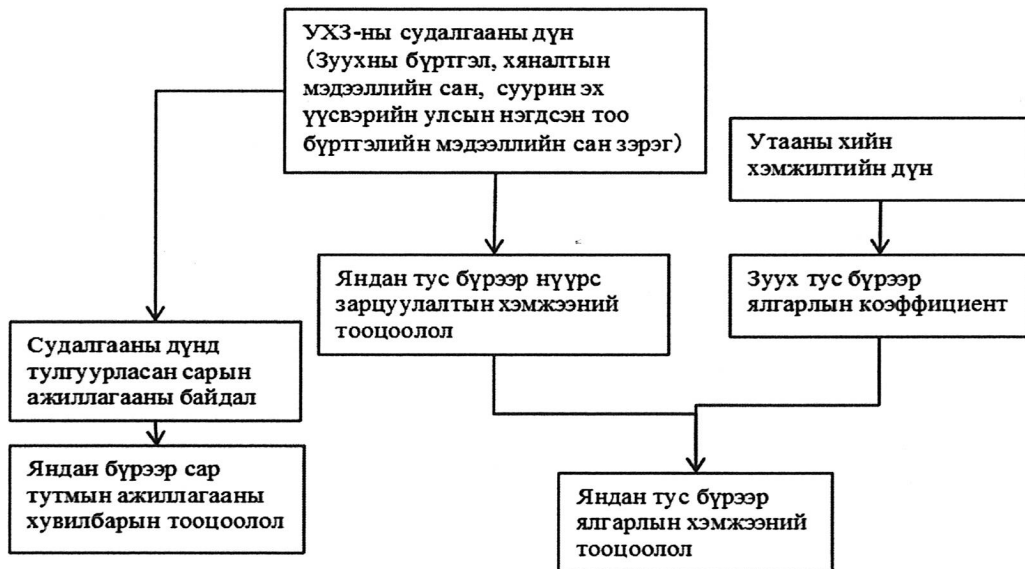 УХЗ-ны судалгааны дүн
(Зуухны бүртгэл, хяналтын
мэдээллийн сан, суурин эх
үүсвэрийн улсын нэгдсэн тоо
бүртгэлийн мэдээллийн сан зэрэг)
Утааны хийн
хэмжилтийн дүн
Яндан тус бүрээр нүүрс
зарцуулалтын хэмжээний
тооцоолол
Зуух тус бүрээр
ялгарлын коэффициент
Судалгааны дүнд
тулгуурласан сарын
ажиллагааны байдал
Яндан бүрээр сар
тутмын ажиллагааны
хувилбарын тооцоолол
Яндан тус бүрээр
ялгарлын хэмжээний
тооцоолол